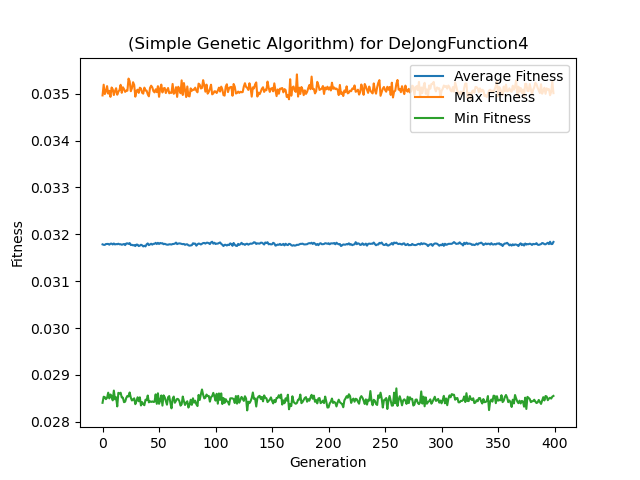 (Simple Genetic Algorithm) for DeJongFunction4
Average Fitness
Max Fitness
Min Fitness
0.035
0.034
0.033
0.032
0.031
0.030
0.029
0.028
Fitness
0 50 100 150 200 250 300 350 400
Generation